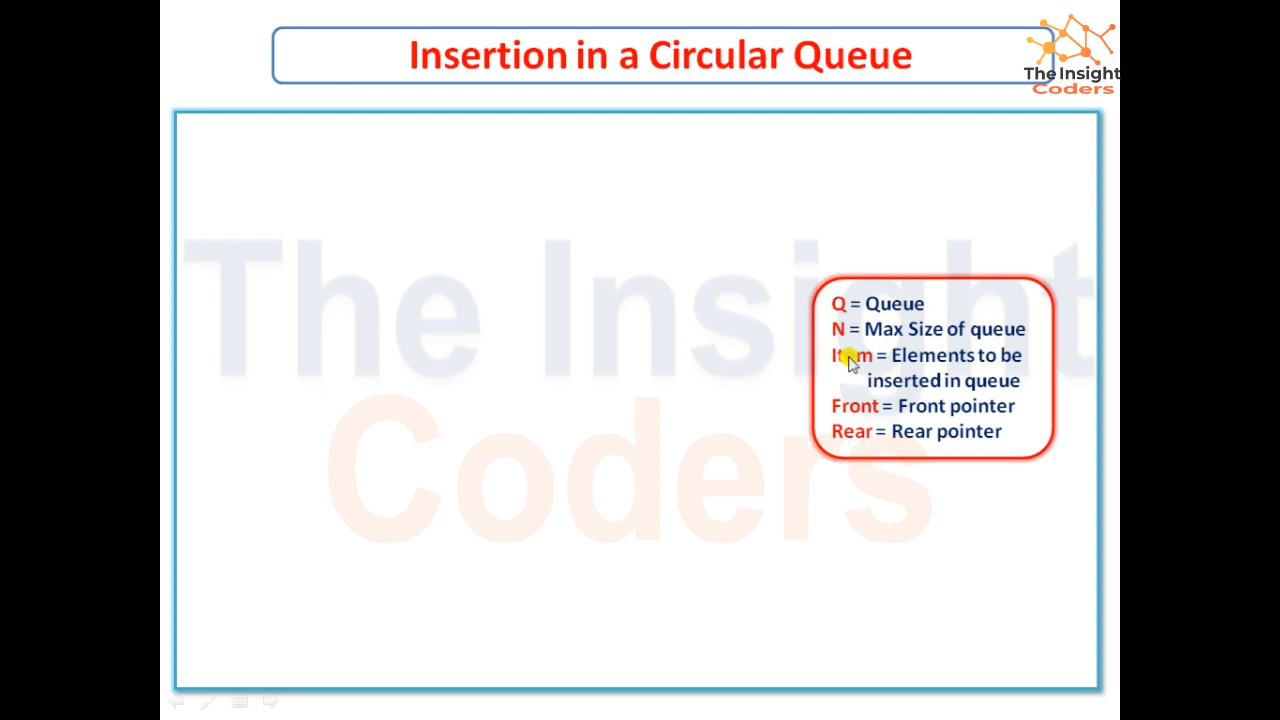 Insertion in a Circular Queue
The Insight
Coders
The Insight
Coders
Q = Queue
N = Max Size of queue
Item = Elements to be
inserted in queue
Front = Front pointer
Rear = Rear pointer